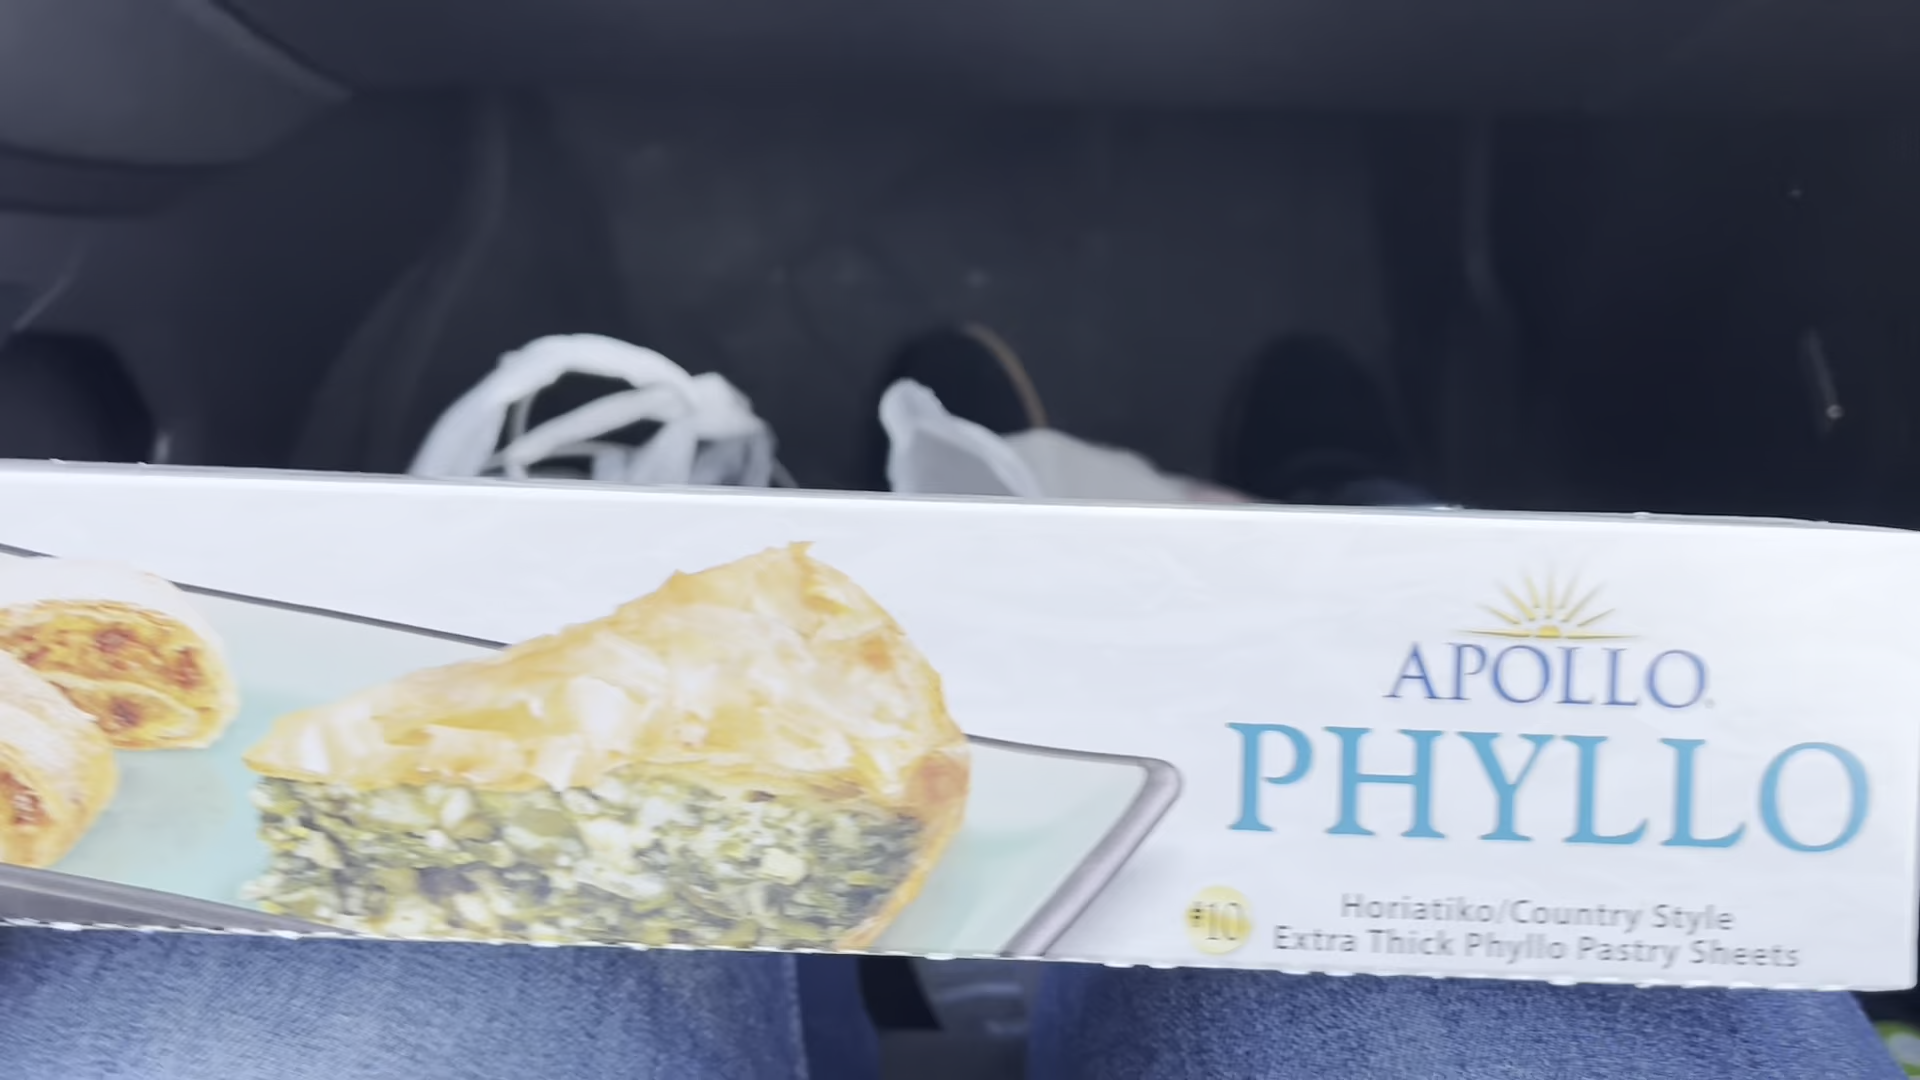 APOLLO
PHYLLO
#10
Horiatiko/Country Style
Extra Thick Phyllo Pastry Sheets